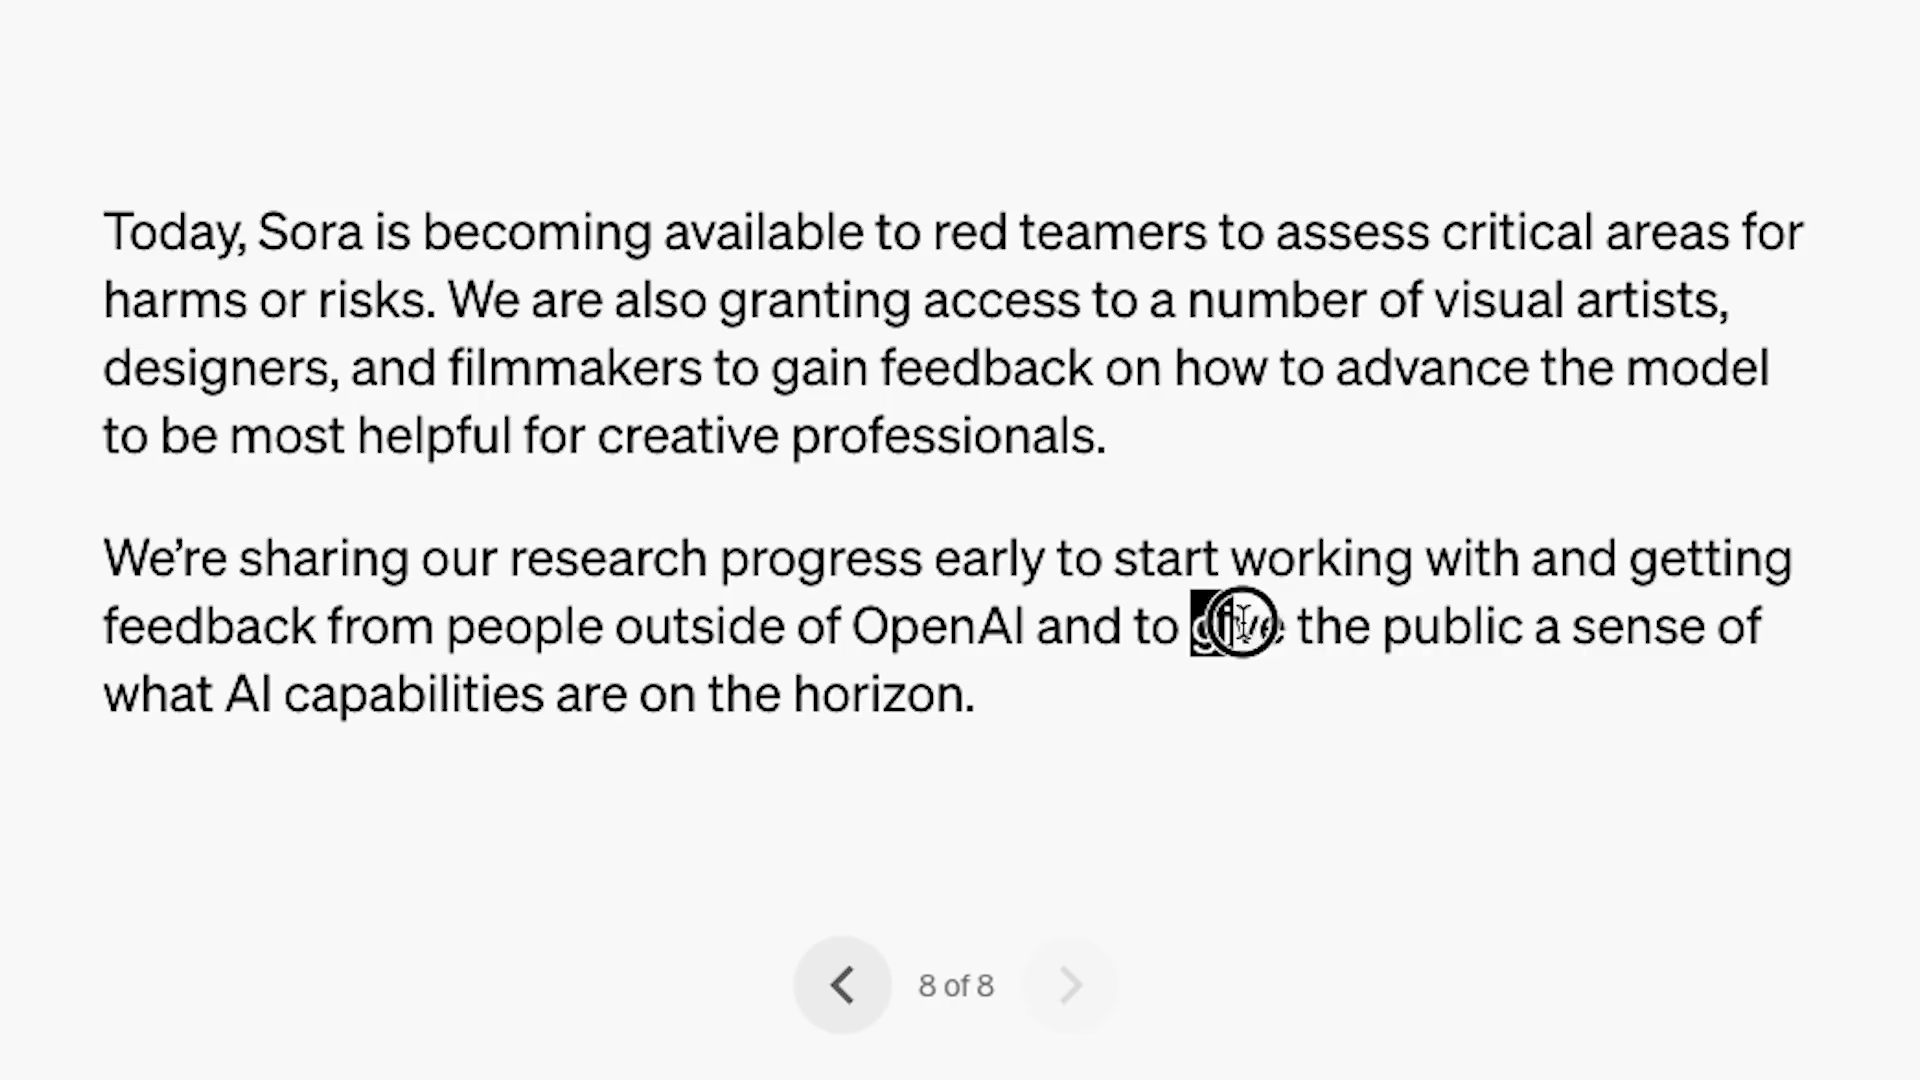 Today, Sora is becoming available to red teamers to assess critical areas for
harms or risks. We are also granting access to a number of visual artists,
designers, and filmmakers to gain feedback on how to advance the model
to be most helpful for creative professionals.
We’re sharing our research progress early to start working with and getting
feedback from people outside of OpenAI and to give the public a sense of
what AI capabilities are on the horizon.
8 of 8